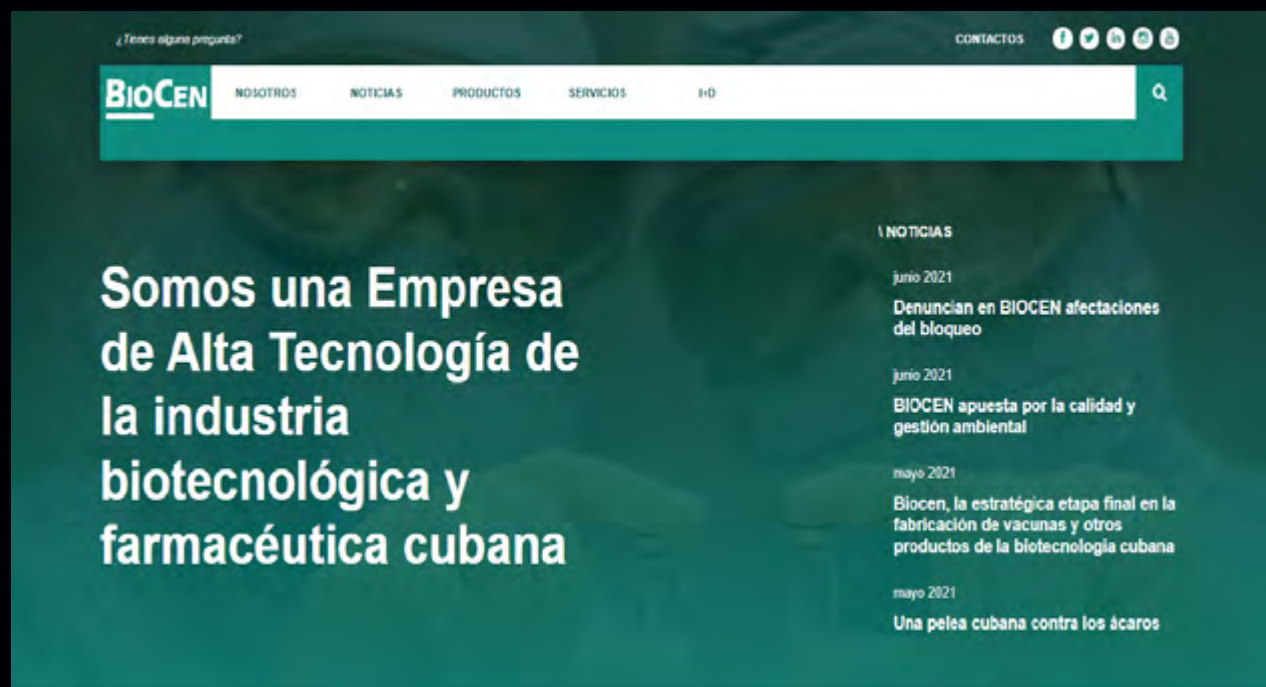 ¿Tienes alguna pregunta?
CONTACTOS
BIOCEN
NOSOTROS NOTICIAS PRODUCTOS SERVICIOS I+D
Somos una Empresa
de Alta Tecnología de
la industria
biotecnológica y
farmacéutica cubana
\ NOTICIAS
junio 2021
Denuncian en BIOCEN afectaciones
del bloqueo
junio 2021
BIOCEN apuesta por la calidad y
gestión ambiental
mayo 2021
Biocen, la estratégica etapa final en la
fabricación de vacunas y otros
productos de la biotecnología cubana
mayo 2021
Una pelea cubana contra los ácaros